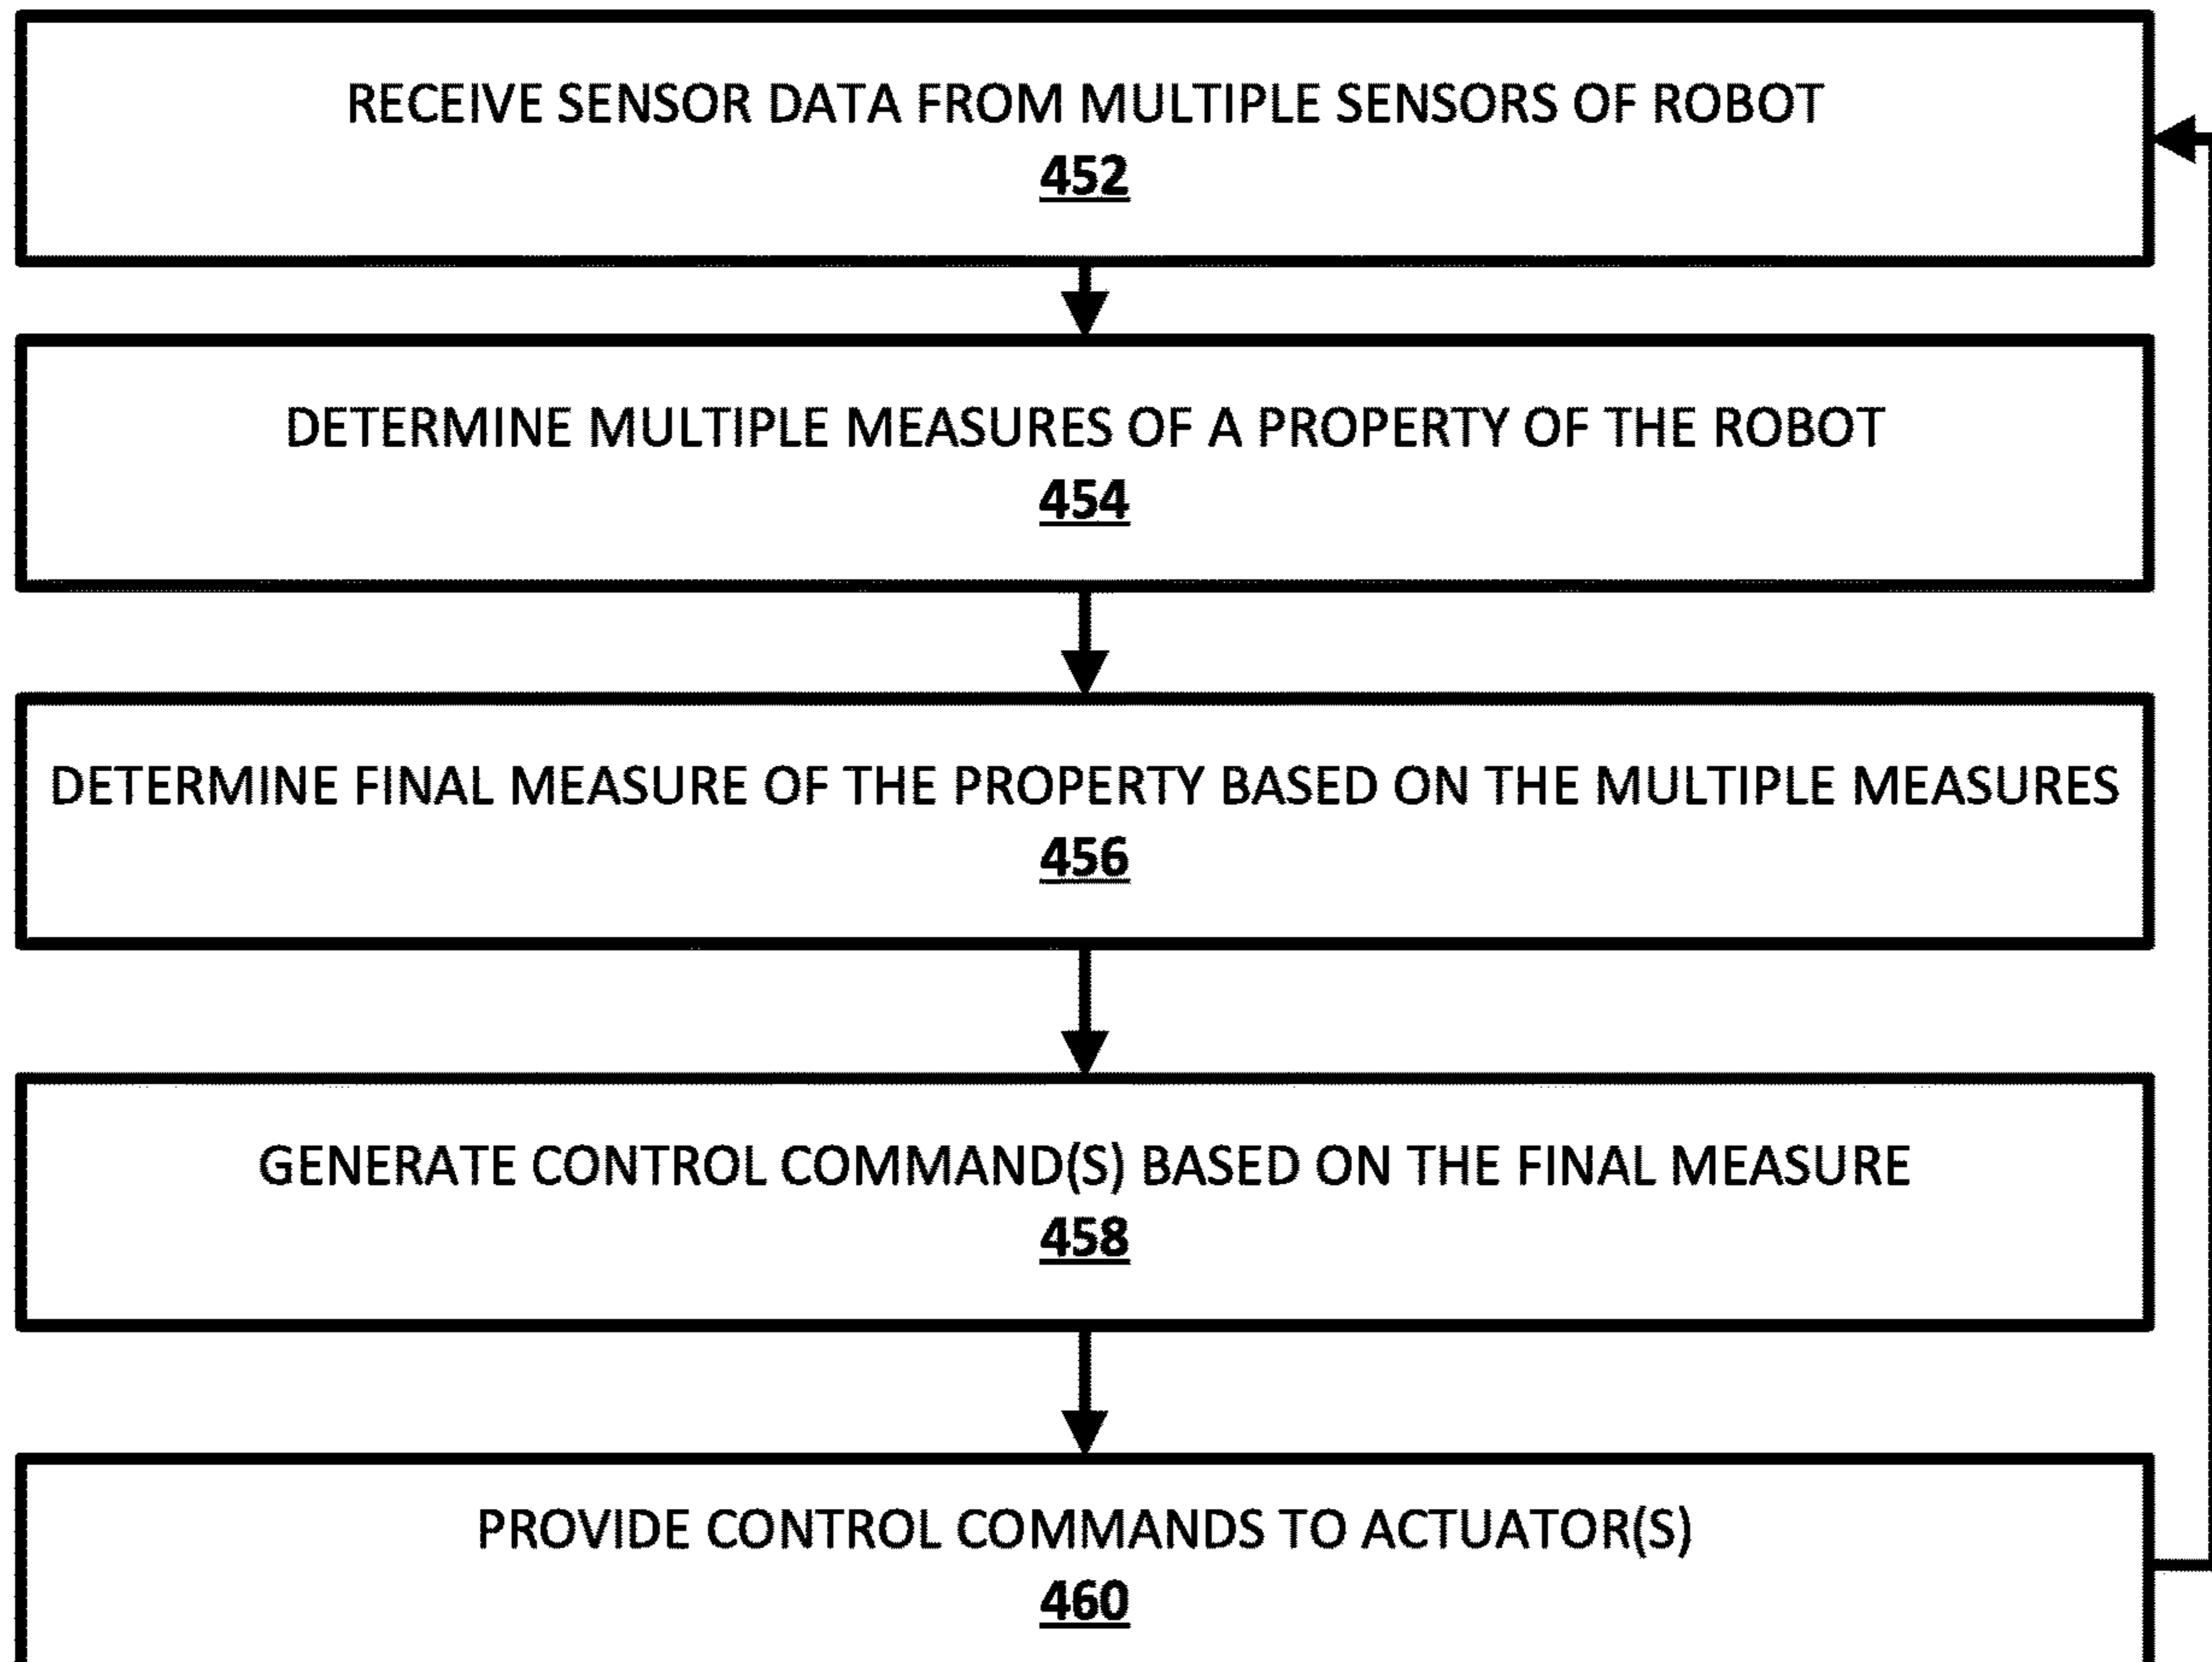 RECEIVE SENSOR DATA FROM MULTIPLE SENSORS OF ROBOT
452
DETERMINE MULTIPLE MEASURES OF A PROPERTY OF THE ROBOT
454
DETERMINE FINAL MEASURE OF THE PROPERTY BASED ON THE MULTIPLE MEASURES
456
GENERATE CONTROL COMMAND(S) BASED ON THE FINAL MEASURE
458
PROVIDE CONTROL COMMANDS TO ACTUATOR(S)
460